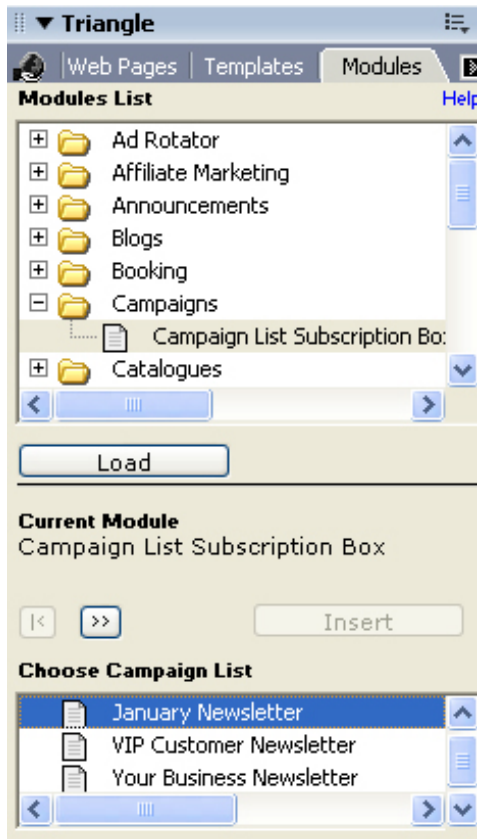 Triangle
Web Pages Templates Modules
Modules List Help
Ad Rotator
Affiliate Marketing
Announcements
Blogs
Booking
Campaigns
Campaign List Subscription Bo
Catalogues
Load
Current Module
Campaign List Subscription Box
|< >> Insert
Choose Campaign List
January Newsletter
VIP Customer Newsletter
Your Business Newsletter